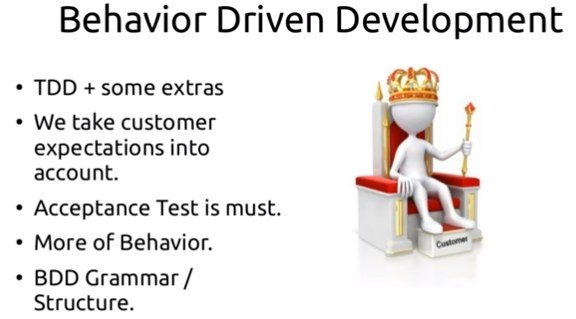 Behavior Driven Development
• TDD + some extras
• We take customer
expectations into
account.
• Acceptance Test is must.
• More of Behavior.
• BDD Grammar /
Structure.
Customer